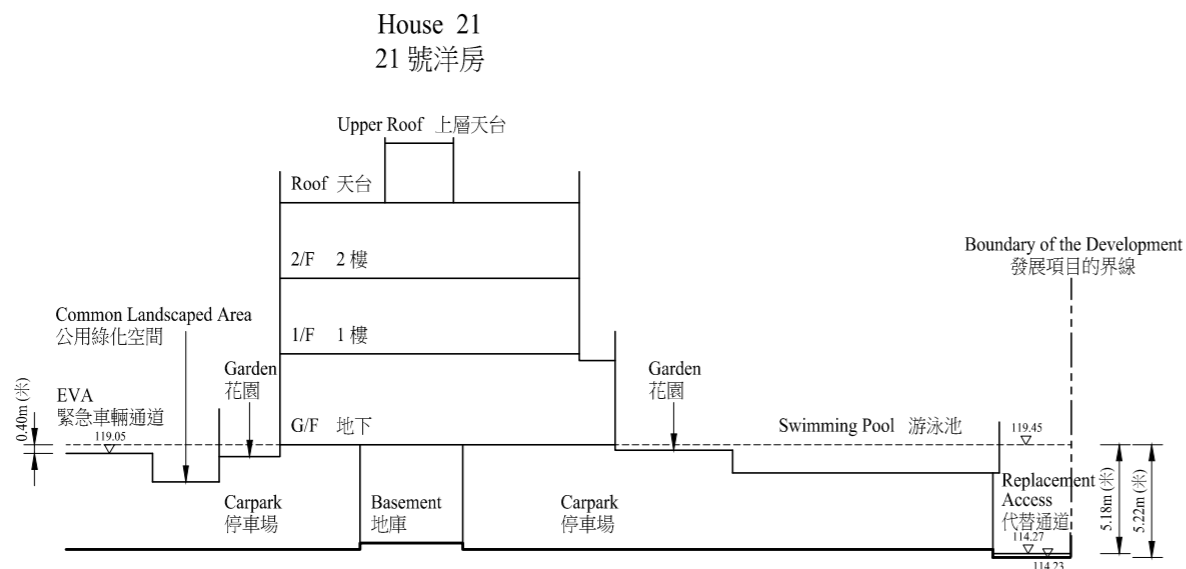 House 21
21 號洋房
Upper Roof 上層天台
Roof 天台
2/F 2 樓
Boundary of the Development
發展項目的界線
Common Landscaped Area
公用綠化空間
1/F 1 樓
Garden
花園
Garden
花園
EVA
緊急車輛通道
119.05
0.40m (米)
G/F 地下
Swimming Pool 游泳池
119.45
Carpark
停車場
Basement
地庫
Carpark
停車場
Replacement
Access
代替通道
114.27
114.23
5.18m (米)
5.22m (米)